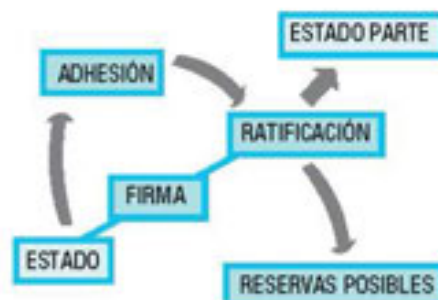 ESTADO PARTE
ADHESIÓN
RATIFICACIÓN
FIRMA
ESTADO
RESERVAS POSIBLES